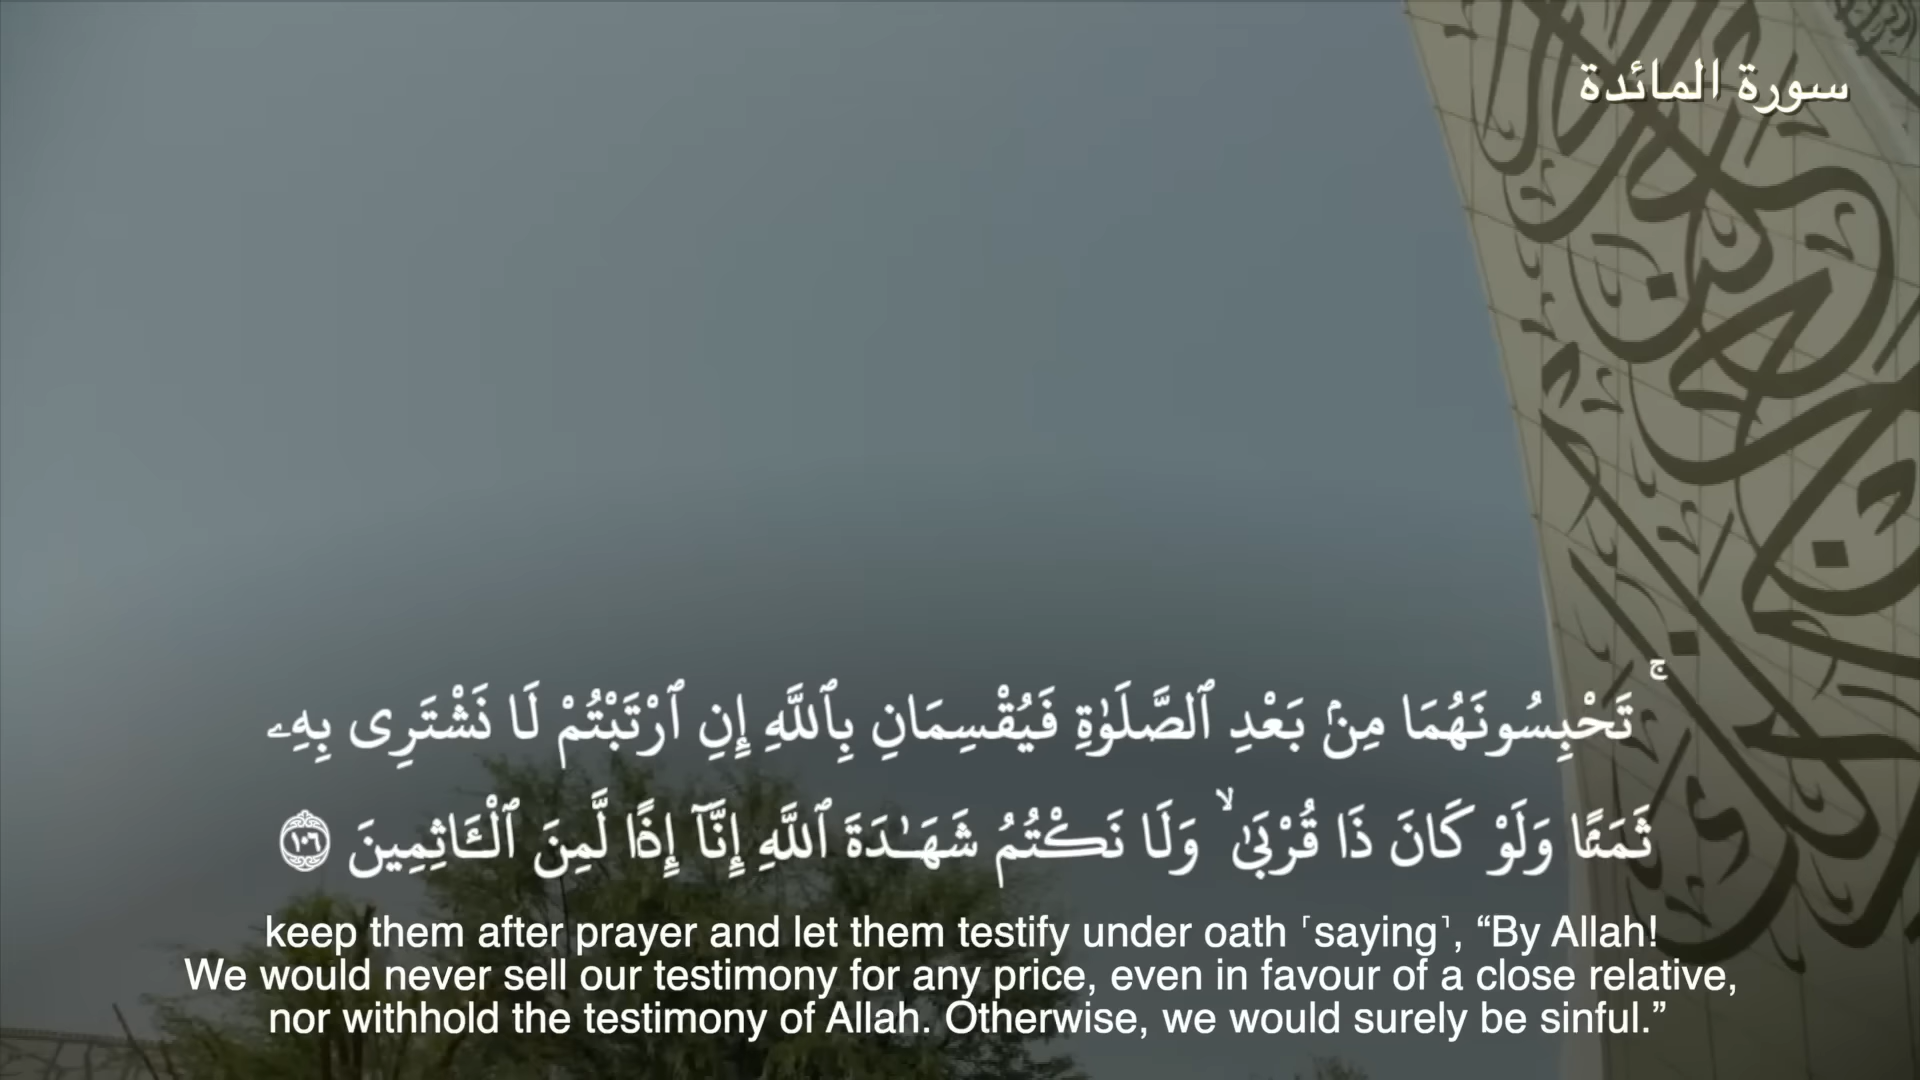 سورة المائدة
ۚ تَحْبِسُونَهُمَا مِنۢ بَعْدِ ٱلصَّلَوٰةِ فَيُقْسِمَانِ بِٱللَّهِ إِنِ ٱرْتَبْتُمْ لَا نَشْتَرِى بِهِۦ
ثَمَنًا وَلَوْ كَانَ ذَا قُرْبَىٰ ۙ وَلَا نَكْتُمُ شَهَـٰدَةَ ٱللَّهِ إِنَّآ إِذًا لَّمِنَ ٱلْـَٔاثِمِينَ ١٠٦
keep them after prayer and let them testify under oath ˹saying˺, “By Allah!
We would never sell our testimony for any price, even in favour of a close relative,
nor withhold the testimony of Allah. Otherwise, we would surely be sinful.”